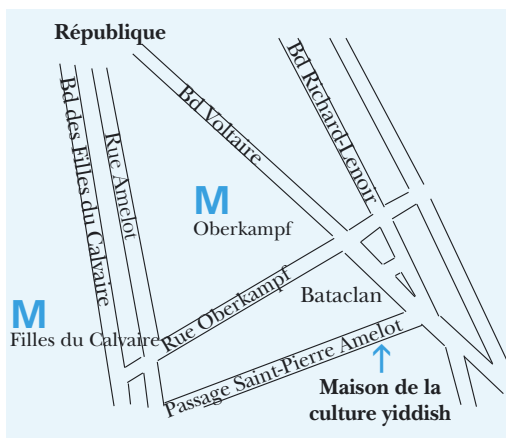 République
Bd Richard-Lenoir
Bd Voltaire
Bd des Filles du Calvaire
Rue Amelot
M
Oberkampf
Rue Oberkampf
Bataclan
M
Filles du Calvaire
Passage Saint-Pierre Amelot
Maison de la
culture yiddish